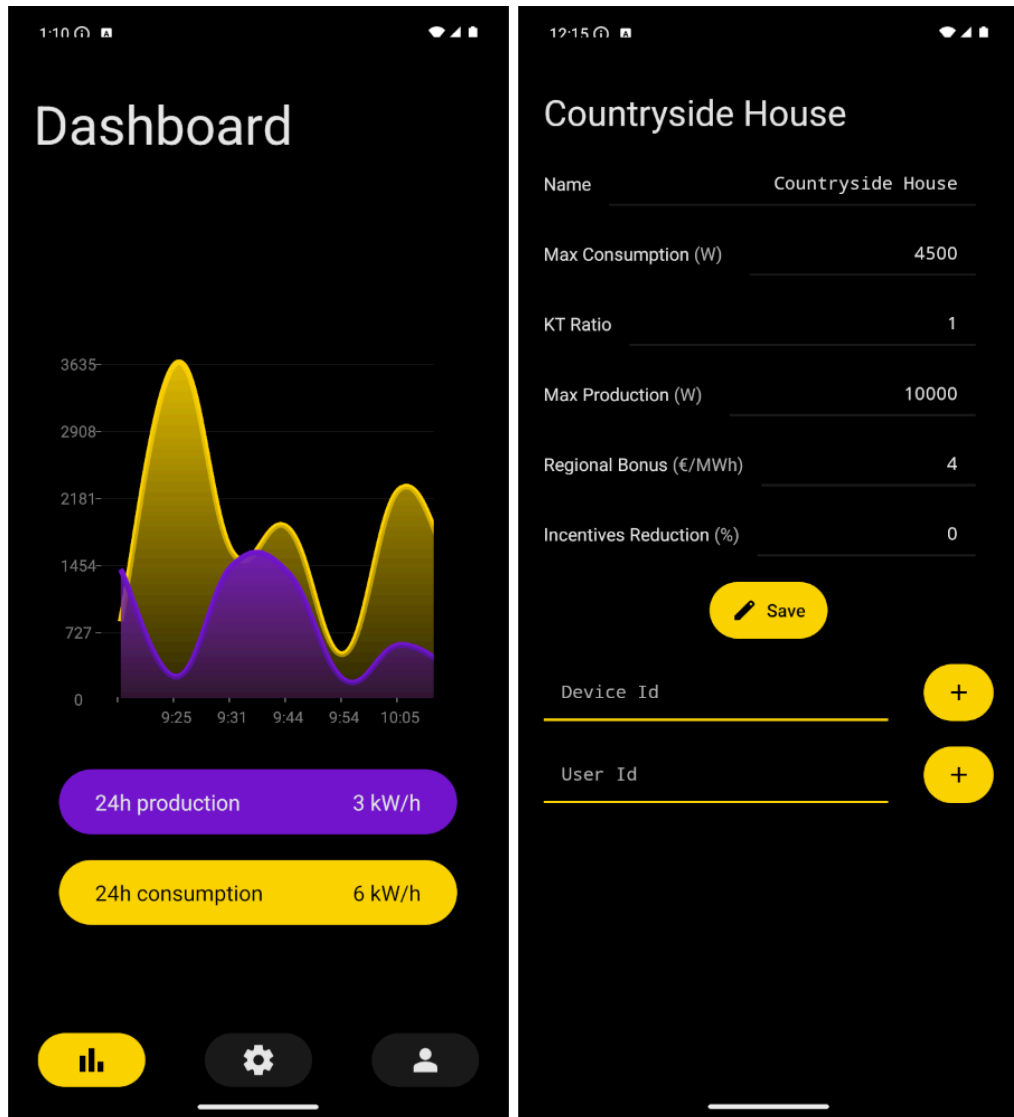 1:10
Dashboard
3635
2908
2181
1454
727
0
9:25 9:31 9:44 9:54 10:05
24h production 3 kW/h
24h consumption 6 kW/h
12:15
Countryside House
Name Countryside House
Max Consumption (W) 4500
KT Ratio 1
Max Production (W) 10000
Regional Bonus (€/MWh) 4
Incentives Reduction (%) 0
Save
Device Id +
User Id +